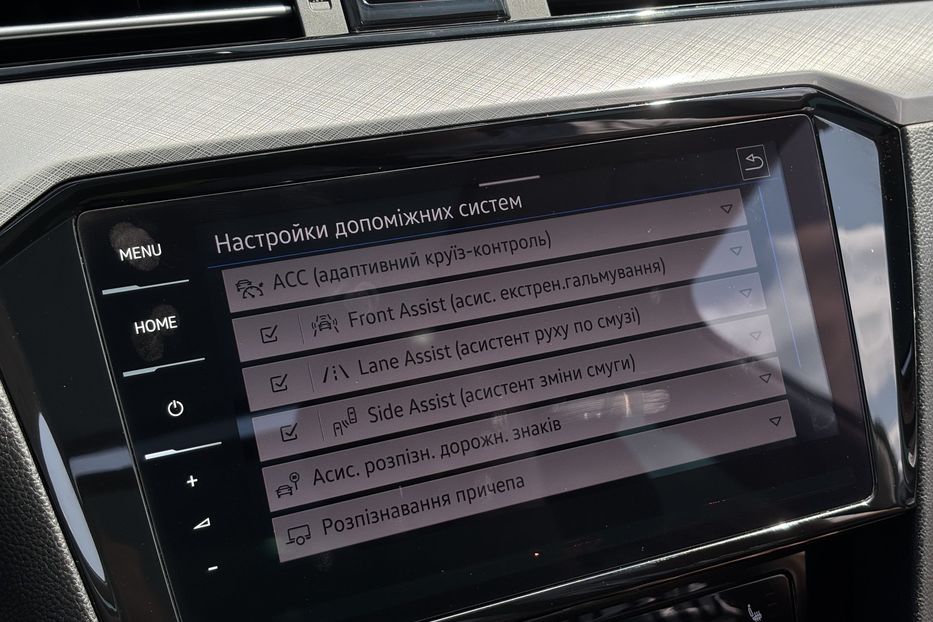 Настройки допоміжних систем
MENU
HOME
ACC (адаптивний круїз-контроль)
Front Assist (асис. екстрен.гальмування)
Lane Assist (асистент руху по смузі)
Side Assist (асистент зміни смуги)
Асис. розпізн. дорожн. знаків
Розпізнавання причепа
+
-